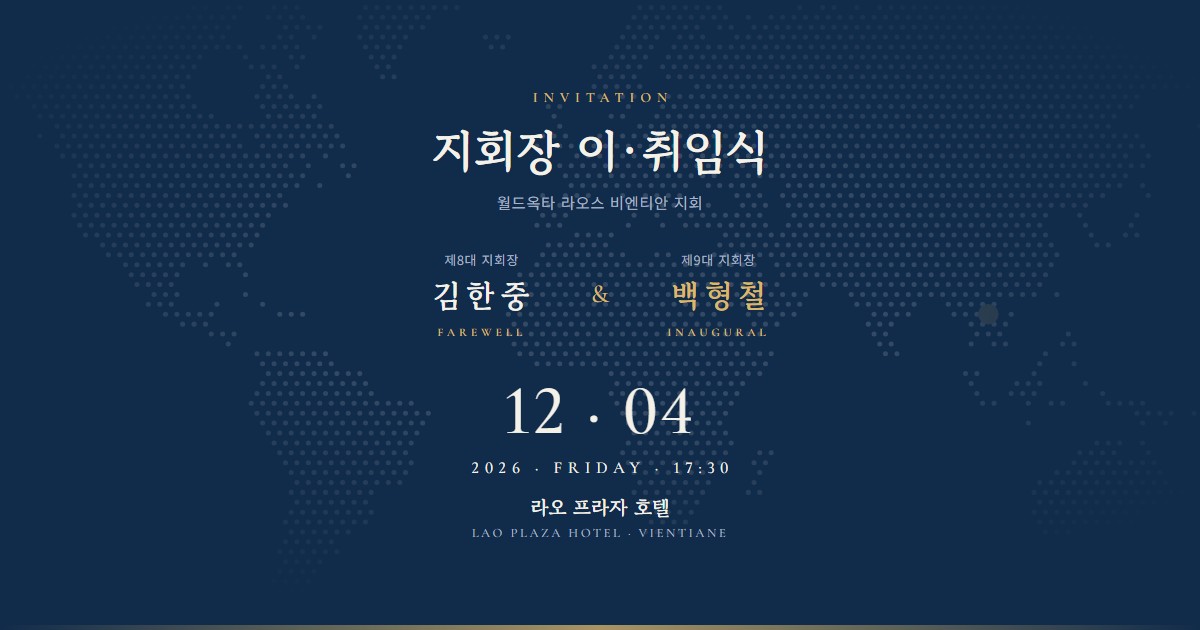 INVITATION
지회장 이·취임식
월드옥타 라오스 비엔티안 지회
제8대 지회장
김한중
FAREWELL
&
제9대 지회장
백형철
INAUGURAL
12 · 04
2026 · FRIDAY · 17:30
라오 프라자 호텔
LAO PLAZA HOTEL · VIENTIANE